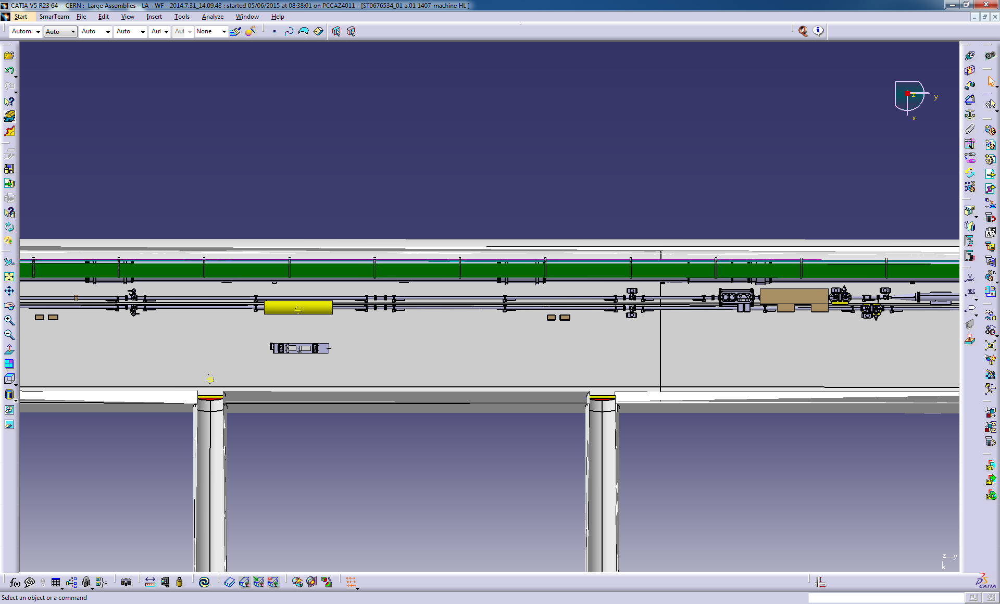 CATIA V5 R23 64 - CERN : Large Assemblies - LA - WF - 2014.7.31_14.09.43 : started 05/06/2015 at 08:38:01 on PCCAZ4011 - [ST0676534_01 a.01 1407-machine HL ]
Start SmarTeam File Edit View Insert Tools Analyze Window Help
Autom Auto Auto Auto Aut Aut None
z y
x
ABC
z y
x
f(x)
CATIA
Select an object or a command